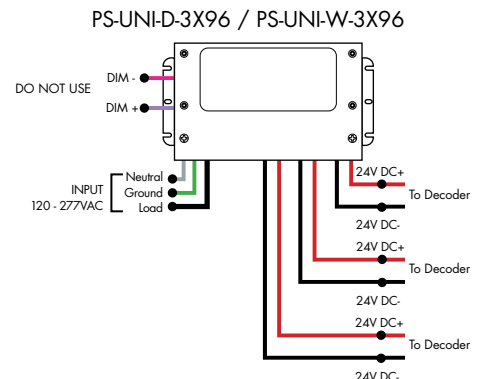 PS-UNI-D-3X96 / PS-UNI-W-3X96
DO NOT USE
DIM -
DIM +
INPUT
120 - 277VAC
Neutral
Ground
Load
24V DC+
To Decoder
24V DC-
24V DC+
To Decoder
24V DC-
24V DC+
To Decoder
24V DC-